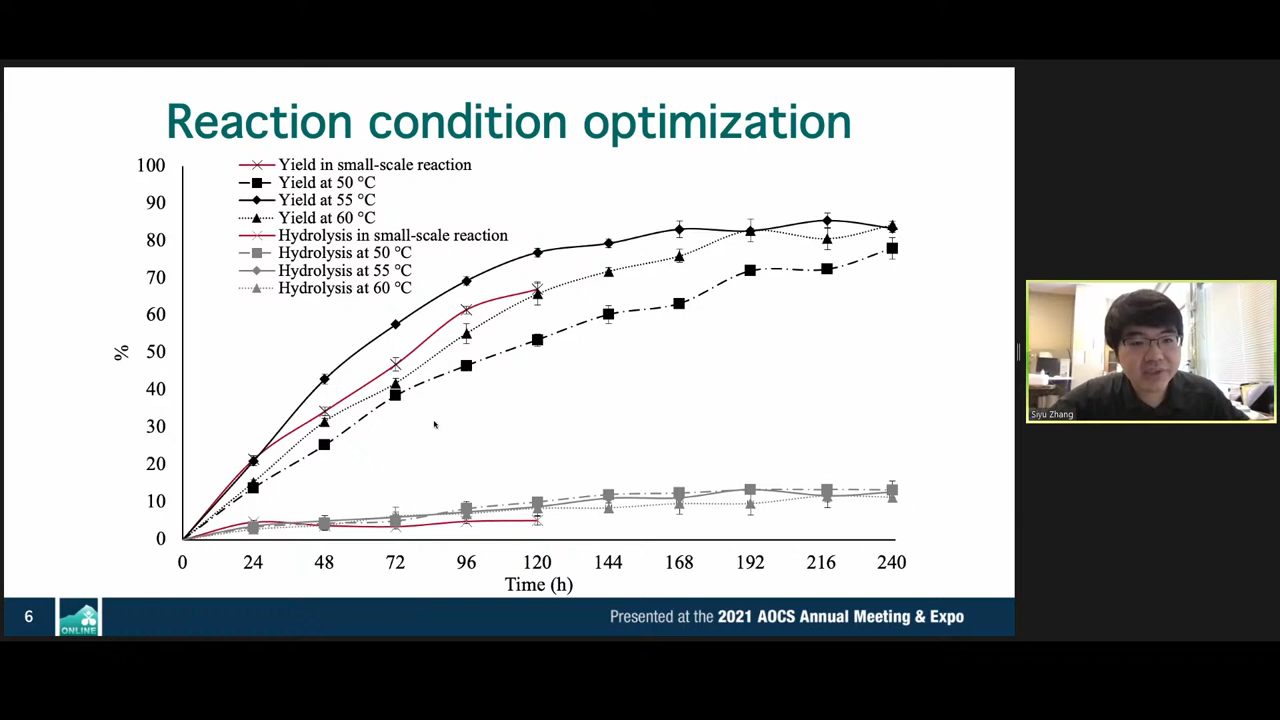 Reaction condition optimization
Yield in small-scale reaction
Yield at 50 °C
Yield at 55 °C
Yield at 60 °C
Hydrolysis in small-scale reaction
Hydrolysis at 50 °C
Hydrolysis at 55 °C
Hydrolysis at 60 °C
100
90
80
70
60
50
40
30
20
10
0
%
0 24 48 72 96 120 144 168 192 216 240
Time (h)
6
ONLINE
Presented at the 2021 AOCS Annual Meeting & Expo
Siyu Zhang